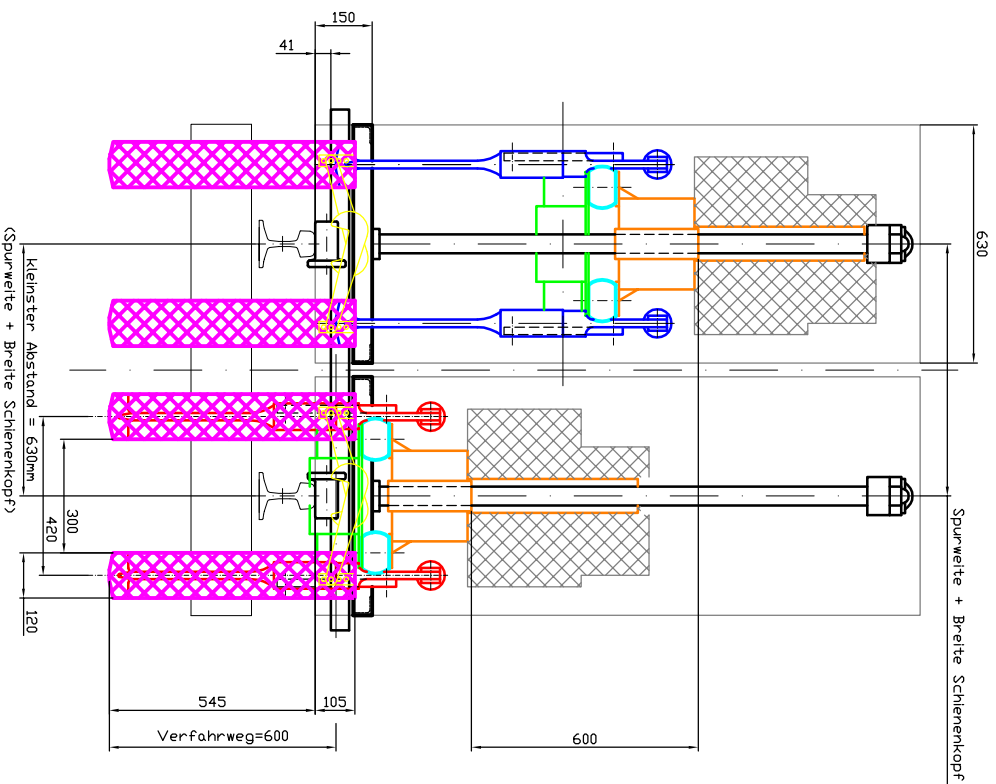 150
41
630
Spurweite + Breite Schienenkopf
kleinster Abstand = 630mm
(Spurweite + Breite Schienenkopf)
300
420
120
545
105
Verfahrweg=600
600